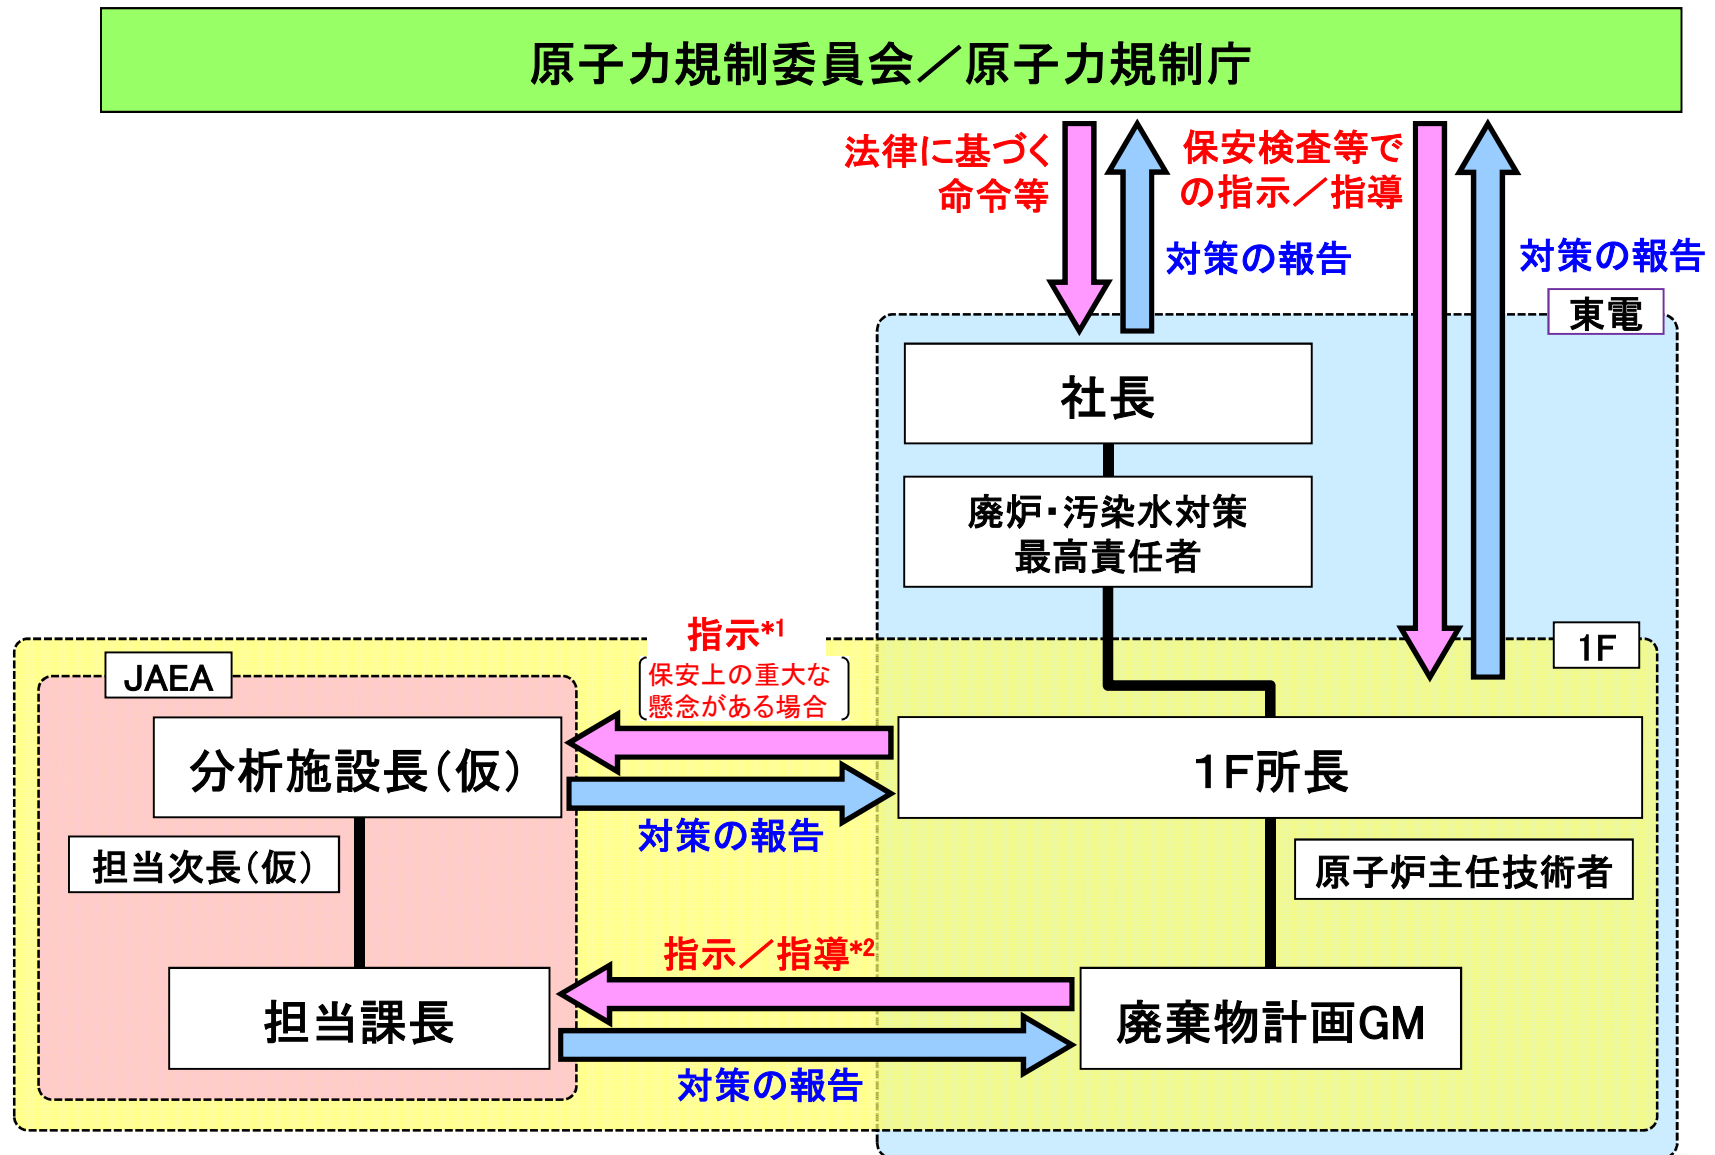 原子力規制委員会／原子力規制庁
法律に基づく
命令等
対策の報告
保安検査等で
の指示／指導
対策の報告
東電
社長
廃炉・汚染水対策
最高責任者
1F
指示*1
保安上の重大な
懸念がある場合
JAEA
分析施設長（仮）
1F所長
対策の報告
担当次長（仮）
原子炉主任技術者
指示／指導*2
担当課長
廃棄物計画GM
対策の報告